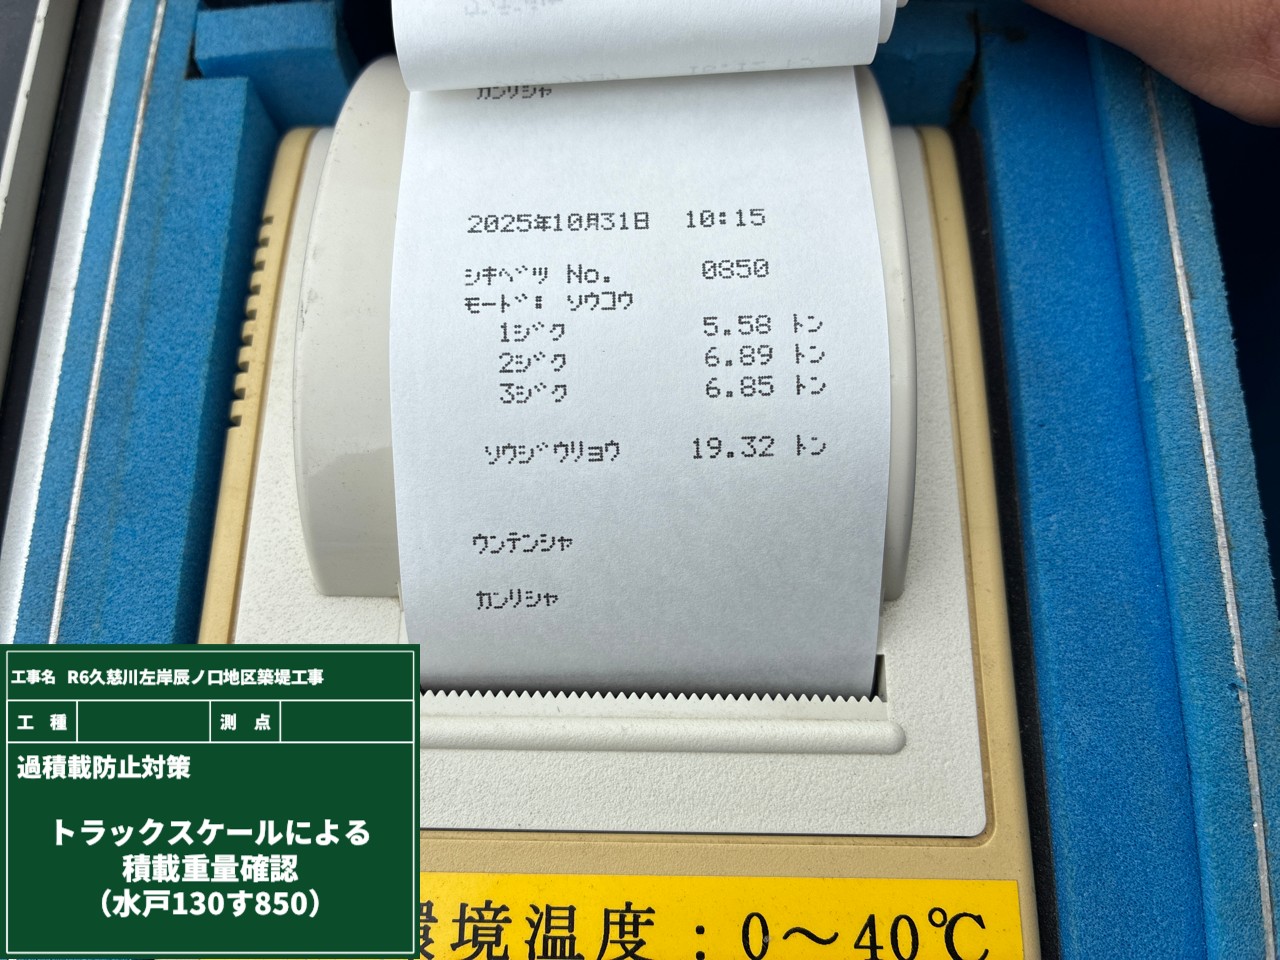 カンリシャ
2025年10月31日 10:15
シキベツ No. 0850
モード: ソウコウ
1ジク 5.58 トン
2ジク 6.89 トン
3ジク 6.85 トン
ソウジュウリョウ 19.32 トン
ウンテンシャ
カンリシャ
工事名 R6久慈川左岸辰ノ口地区築堤工事
工種 測点
過積載防止対策
トラックスケールによる
積載重量確認
（水戸130す850）
環境温度：0～40℃